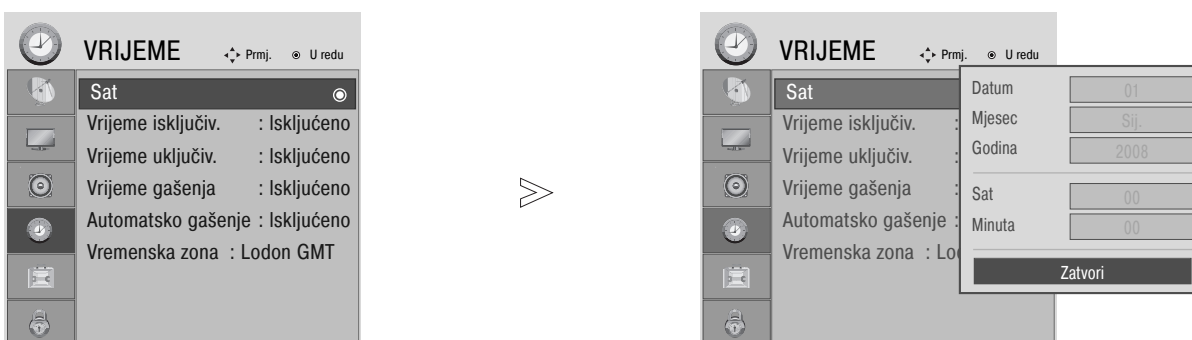 VRIJEME Prmj. U redu
Sat
Vrijeme isključiv. : Isključeno
Vrijeme uključiv. : Isključeno
Vrijeme gašenja : Isključeno
Automatsko gašenje : Isključeno
Vremenska zona : Lodon GMT
VRIJEME Prmj. U redu
Sat
Vrijeme isključiv. :
Vrijeme uključiv. :
Vrijeme gašenja :
Automatsko gašenje :
Vremenska zona : Lo
Datum 01
Mjesec Sij.
Godina 2008
Sat 00
Minuta 00
Zatvori